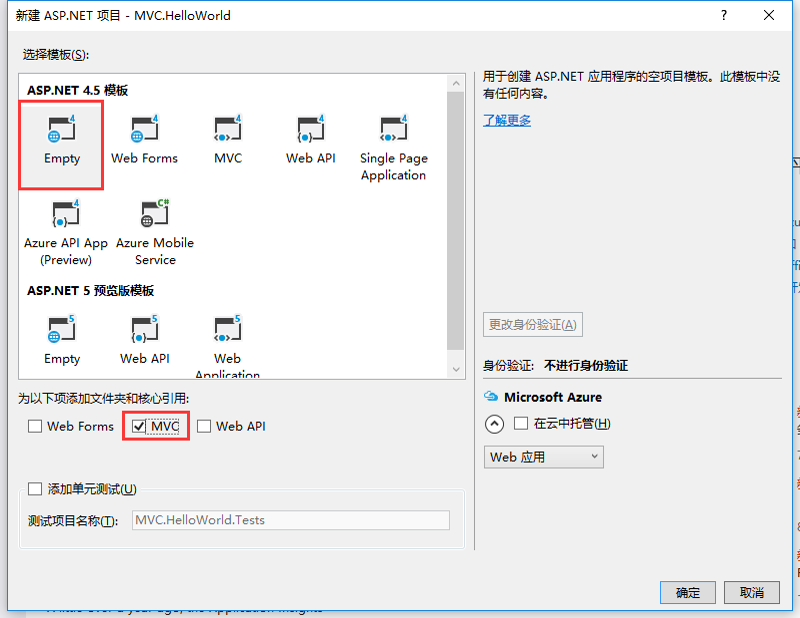 新建 ASP.NET 项目 - MVC.HelloWorld
选择模板(S):
ASP.NET 4.5 模板
Empty
Web Forms
MVC
Web API
Single Page
Application
Azure API App
(Preview)
Azure Mobile
Service
ASP.NET 5 预览版模板
Empty
Web API
Web
Application
用于创建 ASP.NET 应用程序的空项目模板。此模板中没
有任何内容。
了解更多
更改身份验证(A)
身份验证: 不进行身份验证
Microsoft Azure
在云中托管(H)
Web 应用
为以下项添加文件夹和核心引用:
Web Forms MVC Web API
添加单元测试(U)
测试项目名称(T): MVC.HelloWorld.Tests
确定 取消